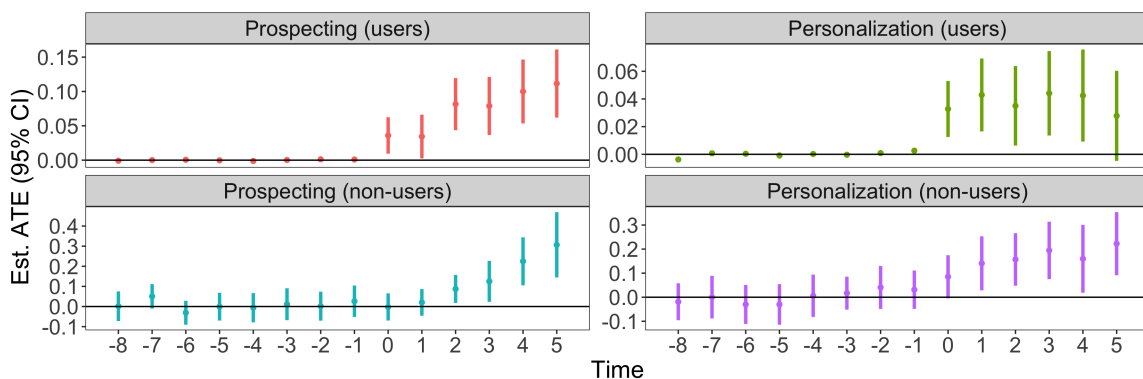 Prospecting (users)
Personalization (users)
0.15
0.10
0.05
0.00
0.06
0.04
0.02
0.00
Prospecting (non-users)
Personalization (non-users)
0.4
0.3
0.2
0.1
0.0
-0.1
0.3
0.2
0.1
0.0
-0.1
-8 -7 -6 -5 -4 -3 -2 -1 0 1 2 3 4 5
-8 -7 -6 -5 -4 -3 -2 -1 0 1 2 3 4 5
Time
Est. ATE (95% CI)